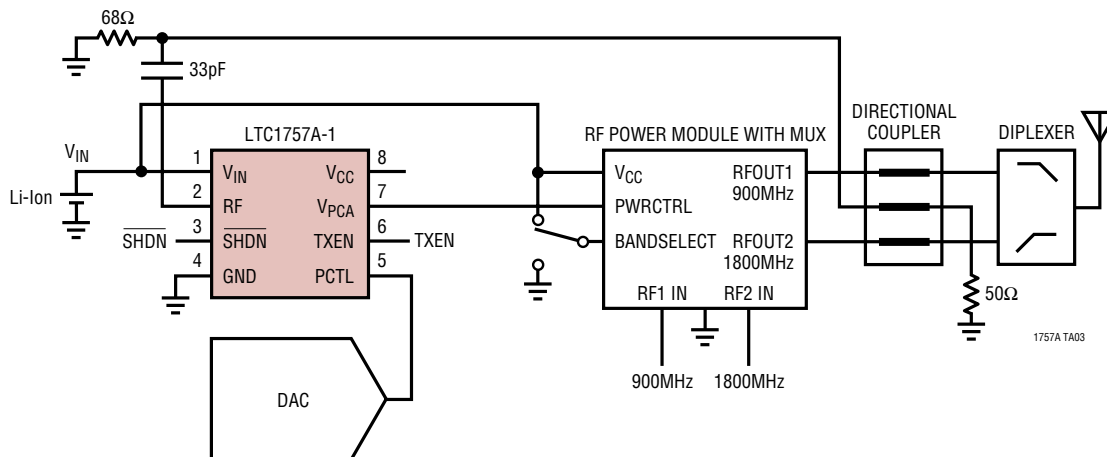 68Ω
33pF
LTC1757A-1
RF POWER MODULE WITH MUX
DIRECTIONAL
COUPLER
DIPLEXER
VIN
Li-Ion
1
VIN
VCC
8
2
RF
VPCA
7
SHDN
3
SHDN
TXEN
6
TXEN
4
GND
PCTL
5
VCC
RFOUT1
900MHz
PWRCTRL
BANDSELECT
RFOUT2
1800MHz
RF1 IN
RF2 IN
50Ω
900MHz
1800MHz
1757A TA03
DAC